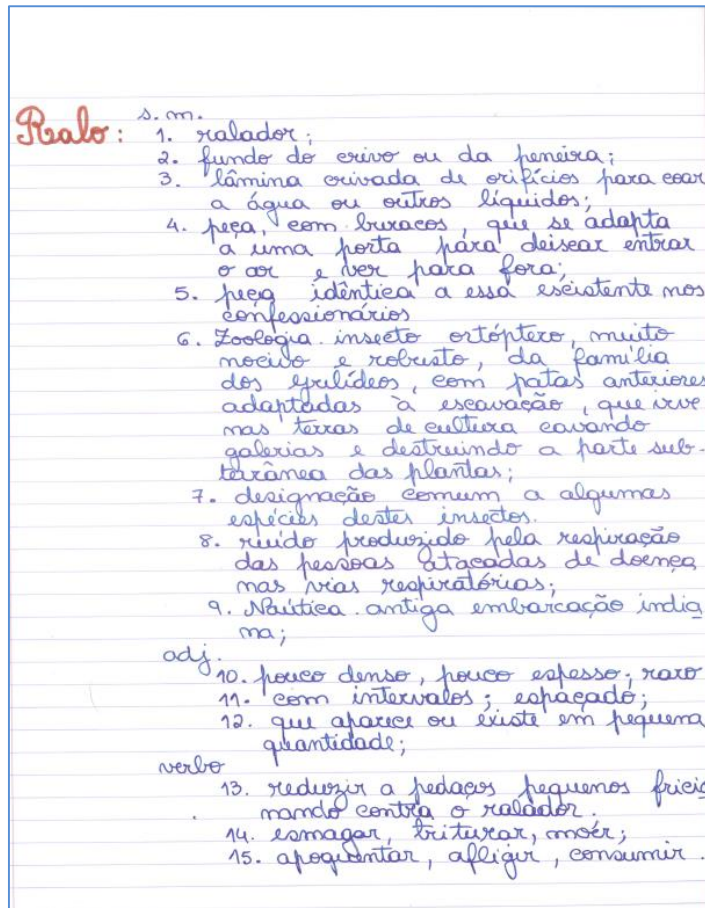 s. m.
Ralo: 1. ralador;
2. fundo do crivo ou da peneira;
3. lâmina crivada de orifícios para coar
a água ou outros líquidos;
4. peça, com buracos, que se adapta
a uma porta para deixar entrar
o ar e ver para fora;
5. peça idêntica a essa existente nos
confessionários
6. Zoologia. insecto ortóptero, muito
nocivo e robusto, da família
dos grilídeos, com patas anteriores
adaptadas à escavação, que vive
nas terras de cultura cavando
galerias e destruindo a parte sub-
terrânea das plantas;
7. designação comum a algumas
espécies destes insectos.
8. ruído produzido pela respiração
das pessoas atacadas de doença
nas vias respiratórias;
9. Naútica. antiga embarcação india
na;
adj.
10. pouco denso, pouco espesso; raro
11. com intervalos; espaçado;
12. que aparece ou existe em pequena
quantidade;
verbo
13. reduzir a pedaços pequenos fricio
nando contra o ralador.
14. esmagar, triturar, moer;
15. apoquentar, afligir, consumir.